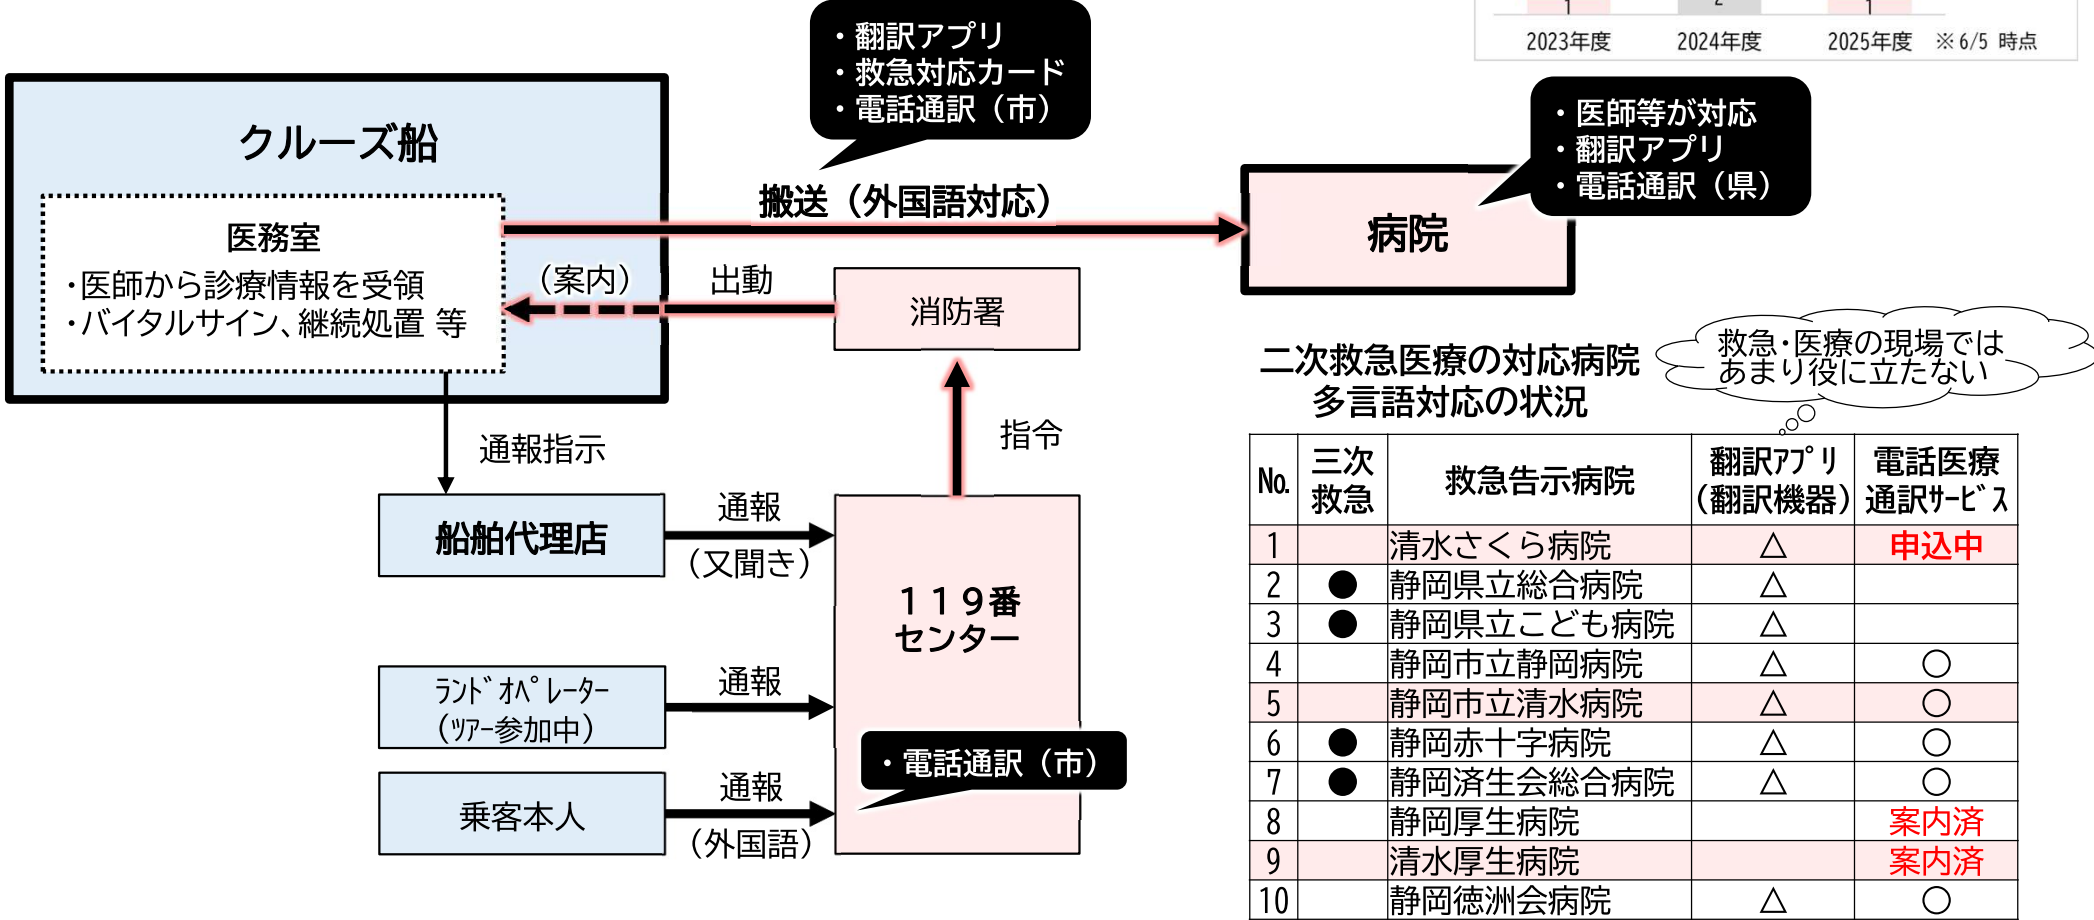 1
2
1
2023年度
2024年度
2025年度
※6/5 時点
・翻訳アプリ
・救急対応カード
・電話通訳（市）
・医師等が対応
・翻訳アプリ
・電話通訳（県）
クルーズ船
医務室
・医師から診療情報を受領
・バイタルサイン、継続処置 等
搬送（外国語対応）
病院
（案内）
出動
消防署
指令
通報指示
船舶代理店
通報
（又聞き）
119番
センター
ﾗﾝﾄﾞｵﾍﾟﾚｰﾀｰ
（ﾂｱｰ参加中）
通報
・電話通訳（市）
乗客本人
通報
（外国語）
二次救急医療の対応病院
多言語対応の状況
救急・医療の現場では
あまり役に立たない
No. 三次救急 救急告示病院 翻訳ｱﾌﾟﾘ（翻訳機器） 電話医療通訳ｻｰﾋﾞｽ
1 清水さくら病院 △ 申込中
2 ● 静岡県立総合病院 △
3 ● 静岡県立こども病院 △
4 静岡市立静岡病院 △ ○
5 静岡市立清水病院 △ ○
6 ● 静岡赤十字病院 △ ○
7 ● 静岡済生会総合病院 △ ○
8 静岡厚生病院 案内済
9 清水厚生病院 案内済
10 静岡徳洲会病院 △ ○